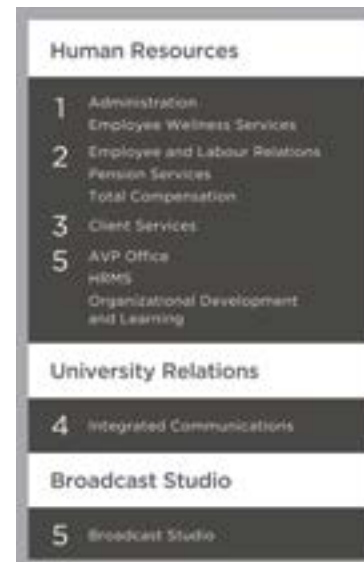 Human Resources
1 Administration
Employee Wellness Services
2 Employee and Labour Relations
Pension Services
Total Compensation
3 Client Services
5 AVP Office
HRMS
Organizational Development
and Learning
University Relations
4 Integrated Communications
Broadcast Studio
5 Broadcast Studio